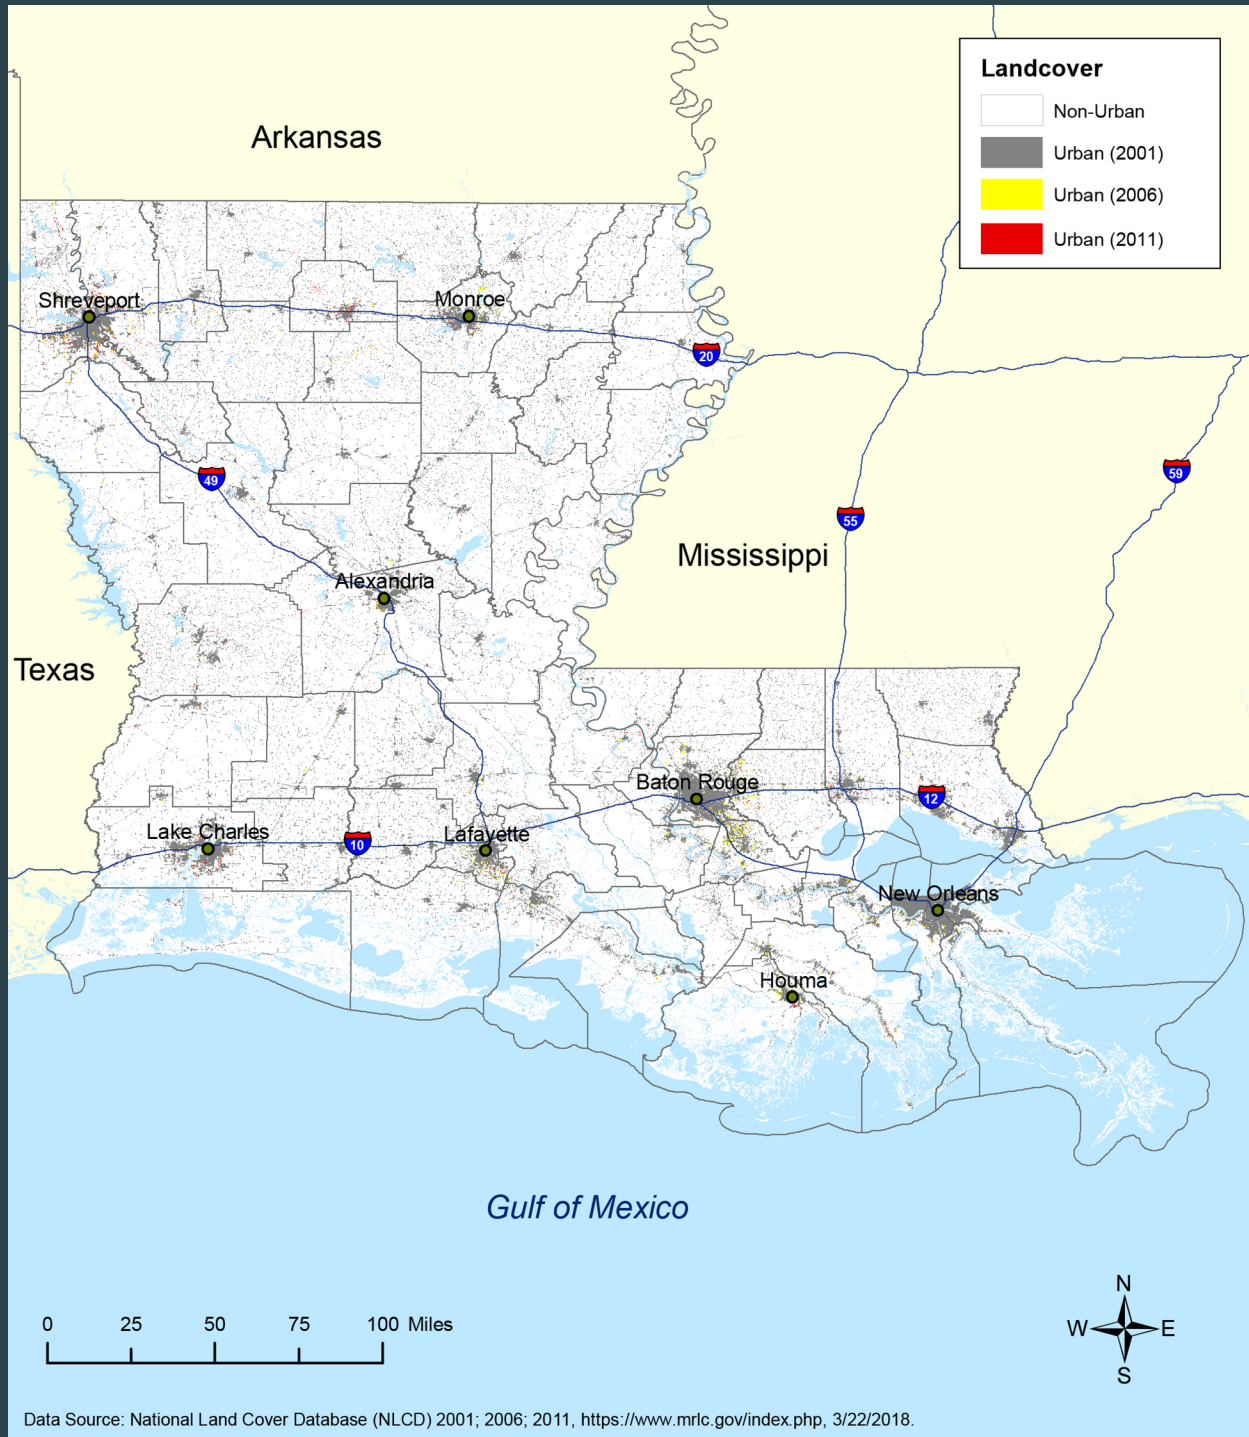 Landcover
Non-Urban
Urban (2001)
Urban (2006)
Urban (2011)
Arkansas
Shreveport
Monroe
20
49
59
55
Mississippi
Alexandria
Texas
Baton Rouge
12
Lake Charles
10
Lafayette
New Orleans
Houma
Gulf of Mexico
N
W E
S
0 25 50 75 100 Miles
Data Source: National Land Cover Database (NLCD) 2001; 2006; 2011, https://www.mrlc.gov/index.php, 3/22/2018.